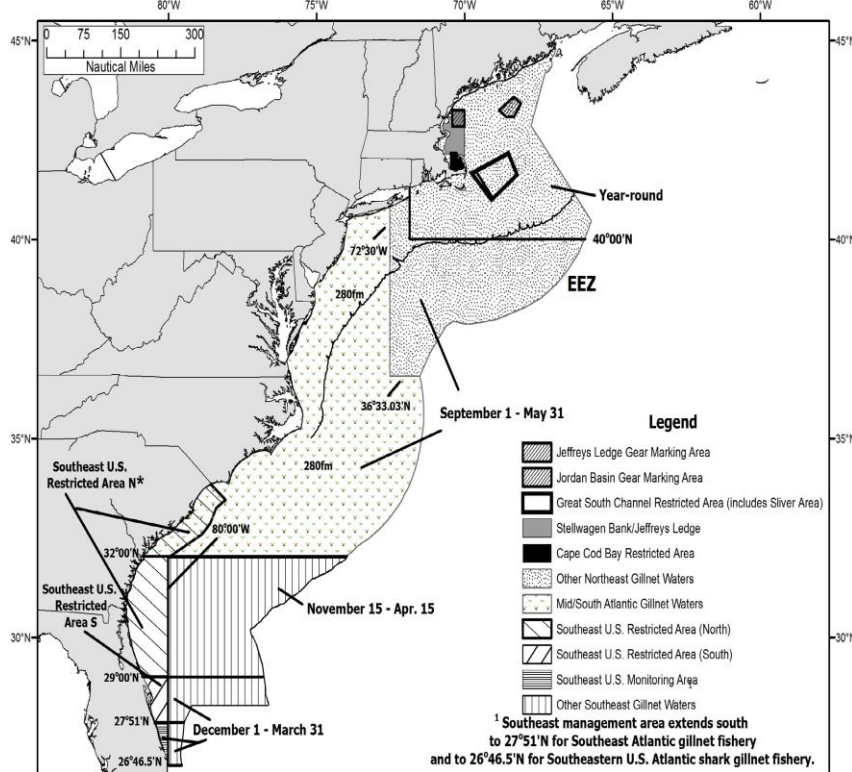 80°W 75°W 70°W 65°W 60°W
45°N 45°N
0 75 150 300
Nautical Miles
Year-round
40°N 40°00'N 40°N
72°30'W
EEZ
280fm
36°33.03'N
September 1 - May 31
35°N 35°N
280fm
Southeast U.S.
Restricted Area N*
80°00'W
32°00'N
Southeast U.S.
Restricted
Area S
November 15 - Apr. 15
30°N 30°N
29°00'N
27°51'N
December 1 - March 31
26°46.5'N
Legend
Jeffreys Ledge Gear Marking Area
Jordan Basin Gear Marking Area
Great South Channel Restricted Area (includes Sliver Area)
Stellwagen Bank/Jeffreys Ledge
Cape Cod Bay Restricted Area
Other Northeast Gillnet Waters
Mid/South Atlantic Gillnet Waters
Southeast U.S. Restricted Area (North)
Southeast U.S. Restricted Area (South)
Southeast U.S. Monitoring Area
Other Southeast Gillnet Waters
1 Southeast management area extends south
to 27°51'N for Southeast Atlantic gillnet fishery
and to 26°46.5'N for Southeastern U.S. Atlantic shark gillnet fishery.